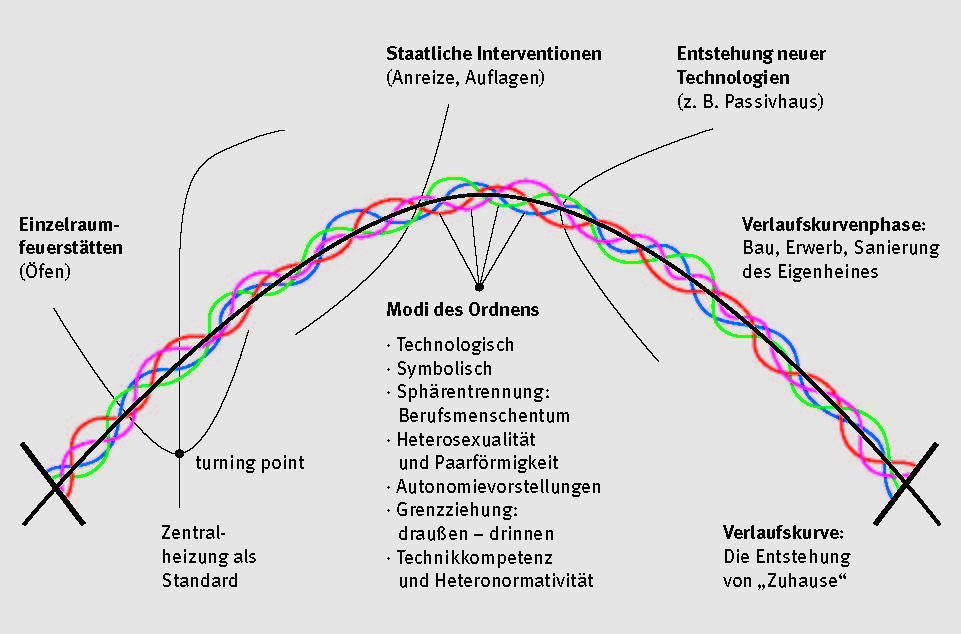 Staatliche Interventionen
(Anreize, Auflagen)
Entstehung neuer
Technologien
(z. B. Passivhaus)
Einzelraum-
feuerstätten
(Öfen)
Verlaufskurvenphase:
Bau, Erwerb, Sanierung
des Eigenheines
Modi des Ordnens
· Technologisch
· Symbolisch
· Sphärentrennung:
Berufsmenschentum
· Heterosexualität
und Paarförmigkeit
· Autonomievorstellungen
· Grenzziehung:
draußen – drinnen
· Technikkompetenz
und Heteronormativität
turning point
Zentral-
heizung als
Standard
Verlaufskurve:
Die Entstehung
von „Zuhause“